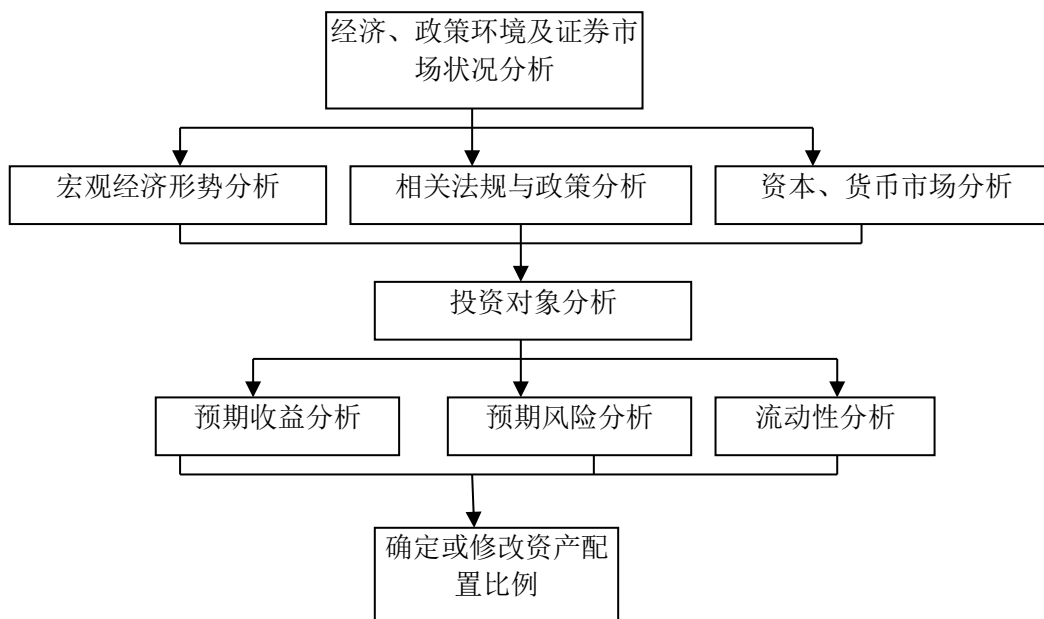 经济、政策环境及证券市
场状况分析
宏观经济形势分析
相关法规与政策分析
资本、货币市场分析
投资对象分析
预期收益分析
预期风险分析
流动性分析
确定或修改资产配
置比例